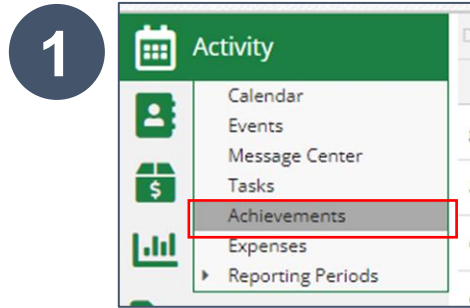 1
Activity
Calendar
Events
Message Center
Tasks
Achievements
Expenses
Reporting Periods